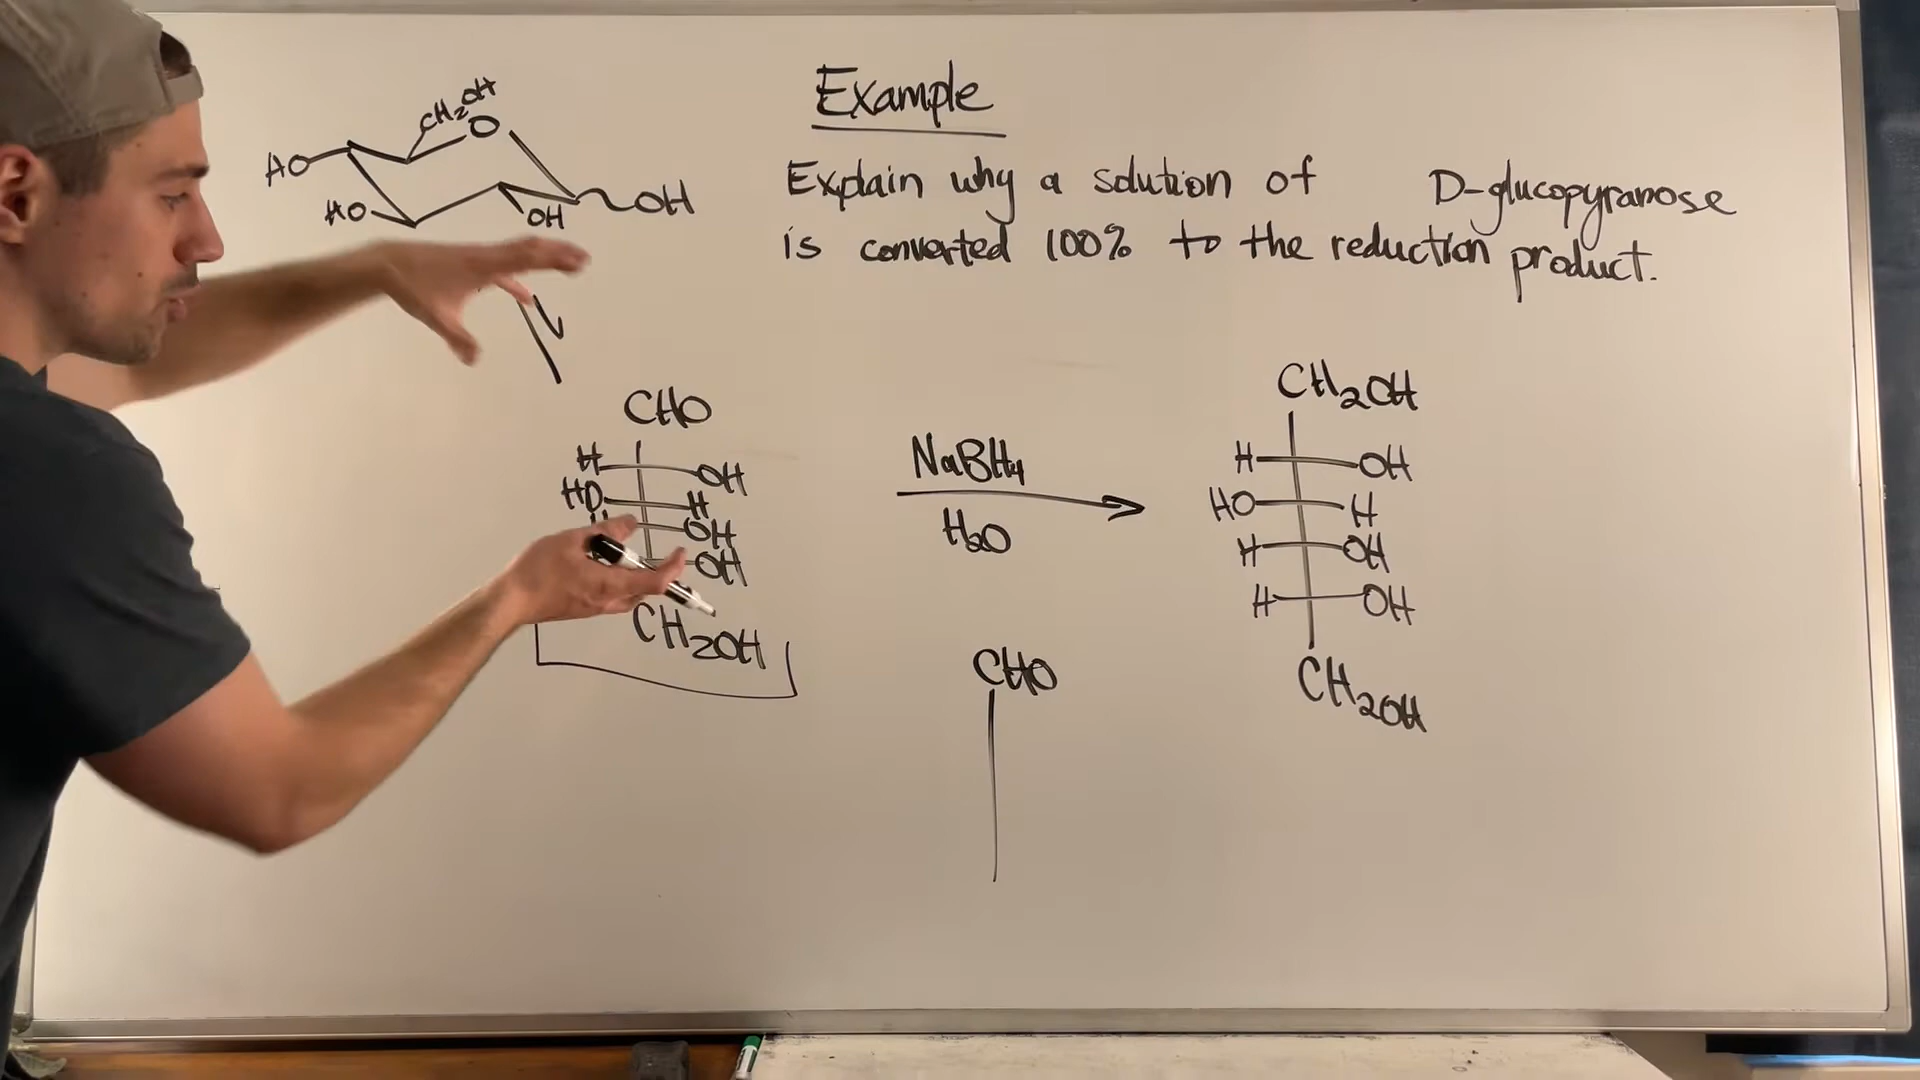 Example
Explain why a solution of D-glucopyranose
is converted 100% to the reduction product.
CH2OH
O
HO
HO
OH
OH
CHO
H OH
HO H
OH
OH
CH2OH
NaBH4
H2O
CH2OH
H OH
HO H
H OH
H OH
CH2OH
CHO